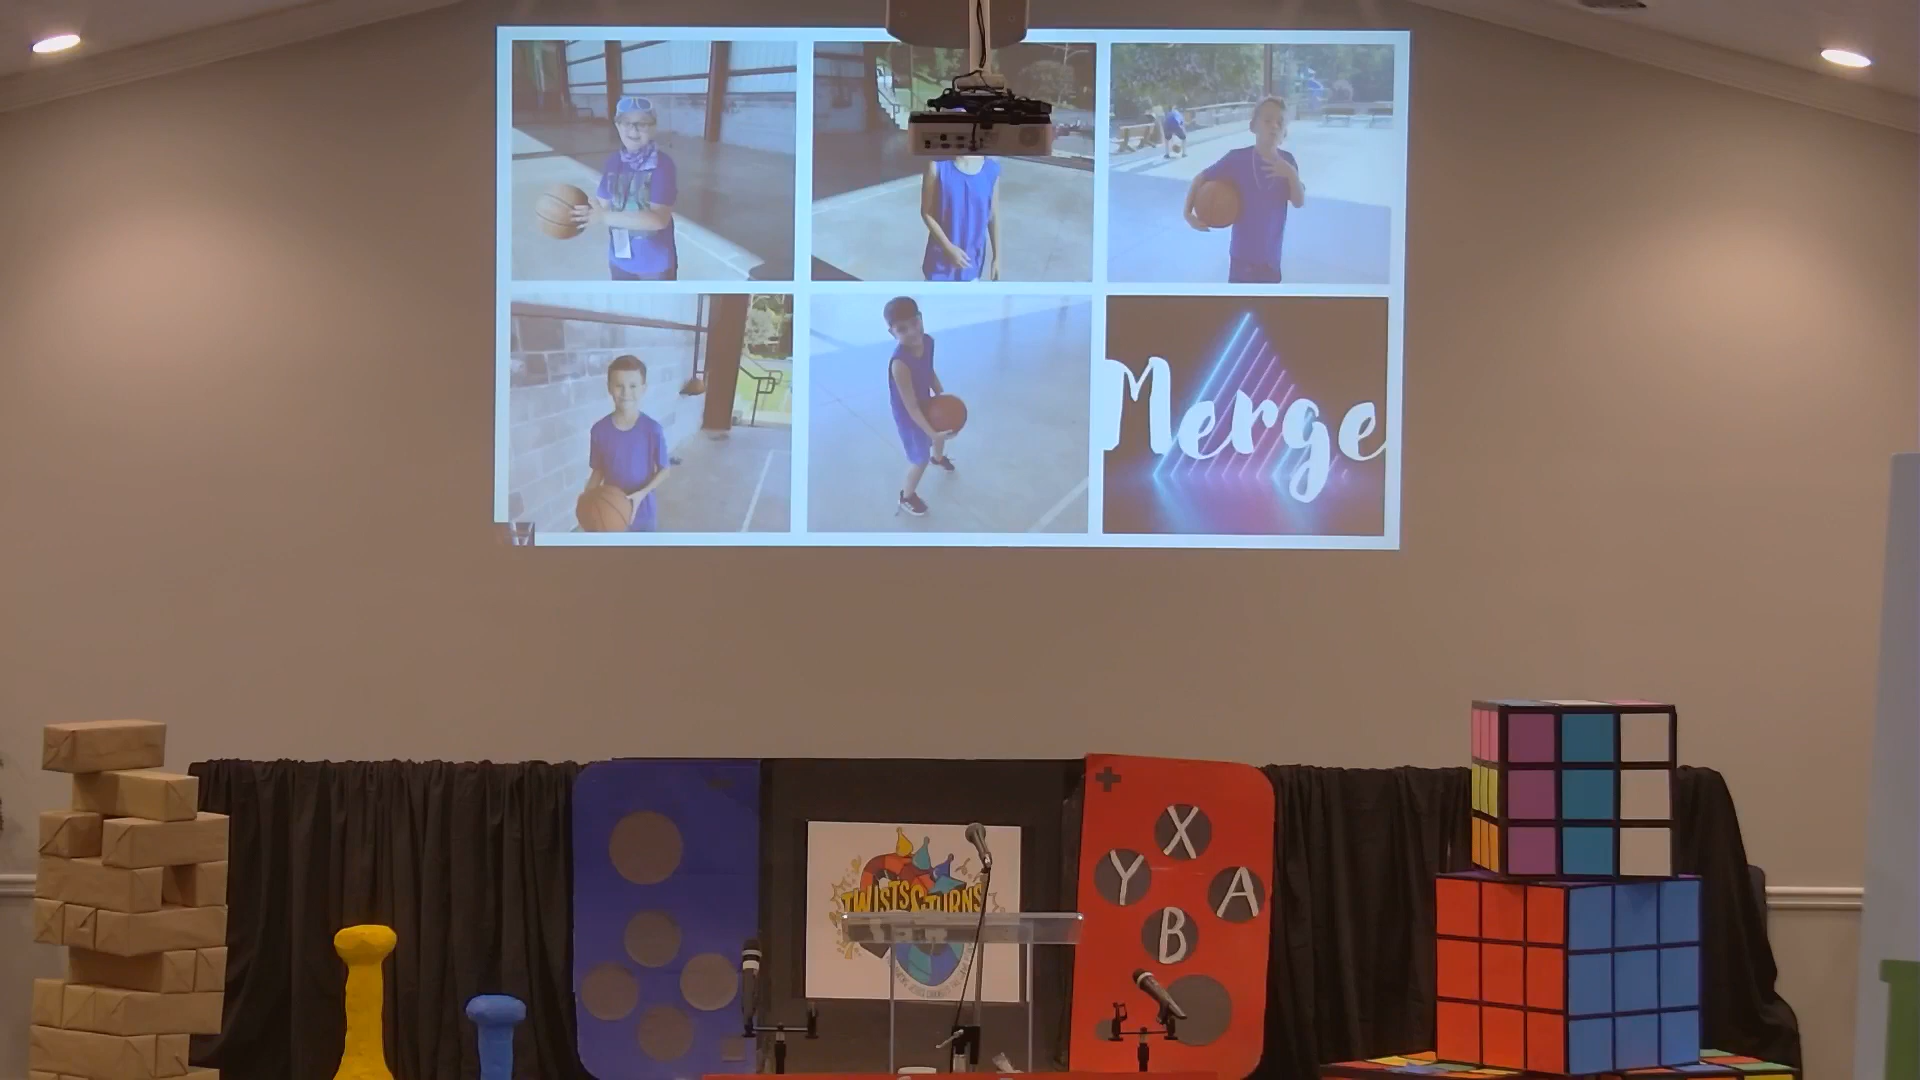 Merge
+
X
Y
A
B
TWISTS & TURNS